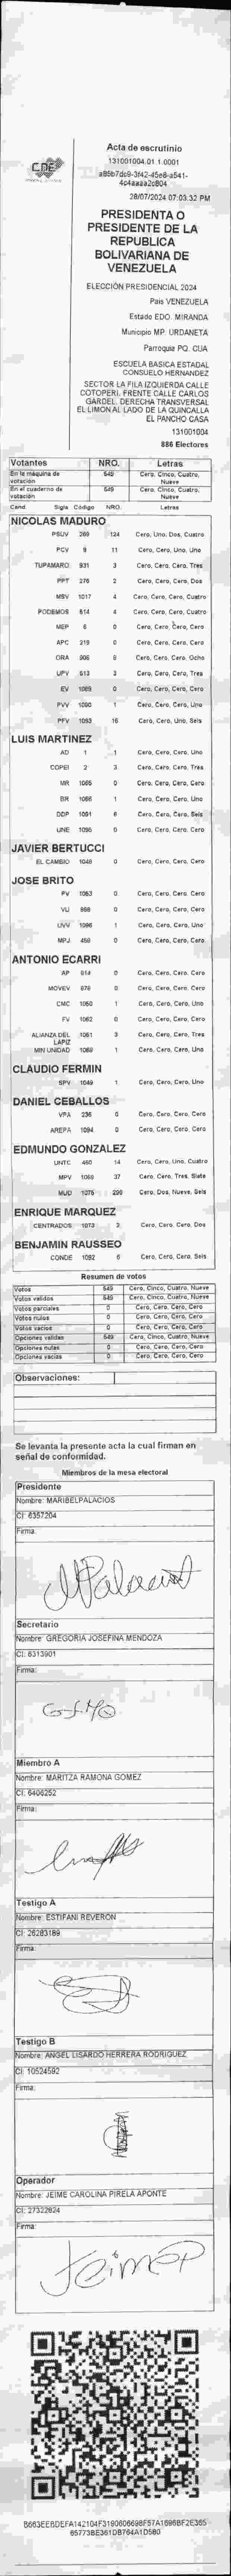 CNE
Acta de escrutinio
131001004.01.1.0001
28/07/2024 07:03:32 PM
PRESIDENTA O
PRESIDENTE DE LA
REPUBLICA
BOLIVARIANA DE
VENEZUELA
ELECCIÓN PRESIDENCIAL 2024
Pais VENEZUELA
Estado EDO. MIRANDA
Municipio MP. URDANETA
Parroquia PQ. CUA
ESCUELA BASICA ESTADAL
CONSUELO HERNANDEZ
SECTOR LA FILA IZQUIERDA CALLE
COTOPERI. FRENTE CALLE CARLOS
GARDEL. DERECHA TRANSVERSAL
EL LIMON AL LADO DE LA QUINCALLA
EL PANCHO CASA
131001004
886 Electores
Votantes NRO. Letras
En la máquina de votación 549 Cero, Cinco, Cuatro, Nueve
En el cuaderno de votación 549 Cero, Cinco, Cuatro, Nueve
Cand. Sigla Código NRO. Letras
NICOLAS MADURO
PSUV 269 124 Cero, Uno, Dos, Cuatro
PCV 9 11 Cero, Cero, Uno, Uno
TUPAMARO 931 3 Cero, Cero, Cero, Tres
PPT 276 2 Cero, Cero, Cero, Dos
MSV 1017 4 Cero, Cero, Cero, Cuatro
PODEMOS 614 4 Cero, Cero, Cero, Cuatro
MEP 6 0 Cero, Cero, Cero, Cero
APC 219 0 Cero, Cero, Cero, Cero
ORA 906 8 Cero, Cero, Cero, Ocho
UPV 613 3 Cero, Cero, Cero, Tres
EV 1089 0 Cero, Cero, Cero, Cero
PVV 1090 1 Cero, Cero, Cero, Uno
PFV 1093 16 Cero, Cero, Uno, Seis
LUIS MARTINEZ
AD 1 1 Cero, Cero, Cero, Uno
COPEI 2 3 Cero, Cero, Cero, Tres
MR 1065 0 Cero, Cero, Cero, Cero
BR 1066 1 Cero, Cero, Cero, Uno
DDP 1091 6 Cero, Cero, Cero, Seis
UNE 1095 0 Cero, Cero, Cero, Cero
JAVIER BERTUCCI
EL CAMBIO 1048 0 Cero, Cero, Cero, Cero
JOSE BRITO
PV 1053 0 Cero, Cero, Cero, Cero
VU 868 0 Cero, Cero, Cero, Cero
UVV 1096 1 Cero, Cero, Cero, Uno
MPJ 458 0 Cero, Cero, Cero, Cero
ANTONIO ECARRI
AP 914 0 Cero, Cero, Cero, Cero
MOVEV 878 0 Cero, Cero, Cero, Cero
CMC 1050 1 Cero, Cero, Cero, Uno
FV 1062 0 Cero, Cero, Cero, Cero
ALIANZA DEL LAPIZ 1061 3 Cero, Cero, Cero, Tres
MIN UNIDAD 1069 1 Cero, Cero, Cero, Uno
CLAUDIO FERMIN
SPV 1049 1 Cero, Cero, Cero, Uno
DANIEL CEBALLOS
VPA 236 0 Cero, Cero, Cero, Cero
AREPA 1094 0 Cero, Cero, Cero, Cero
EDMUNDO GONZALEZ
UNTC 460 14 Cero, Cero, Uno, Cuatro
MPV 1060 37 Cero, Cero, Tres, Siete
MUD 1075 296 Cero, Dos, Nueve, Seis
ENRIQUE MARQUEZ
CENTRADOS 1073 2 Cero, Cero, Cero, Dos
BENJAMIN RAUSSEO
CONDE 1092 6 Cero, Cero, Cero, Seis
Resumen de votos
Votos 549 Cero, Cinco, Cuatro, Nueve
Votos validos 549 Cero, Cinco, Cuatro, Nueve
Votos parciales 0 Cero, Cero, Cero, Cero
Votos nulos 0 Cero, Cero, Cero, Cero
Votos vacios 0 Cero, Cero, Cero, Cero
Opciones validas 549 Cero, Cinco, Cuatro, Nueve
Opciones nulas 0 Cero, Cero, Cero, Cero
Opciones vacias 0 Cero, Cero, Cero, Cero
Observaciones:
Se levanta la presente acta la cual firman en
señal de conformidad.
Miembros de la mesa electoral
Presidente
Nombre: MARIBELPALACIOS
CI: 6357204
Firma:
Secretario
Nombre: GREGORIA JOSEFINA MENDOZA
CI: 6313901
Firma:
Miembro A
Nombre: MARITZA RAMONA GOMEZ
CI: 6406252
Firma:
Testigo A
Nombre: ESTIFANI REVERON
CI: 26283189
Firma:
Testigo B
Nombre: ANGEL LISARDO HERRERA RODRIGUEZ
CI: 10524592
Firma:
Operador
Nombre: JEIME CAROLINA PIRELA APONTE
CI: 27322824
Firma:
JeimeP